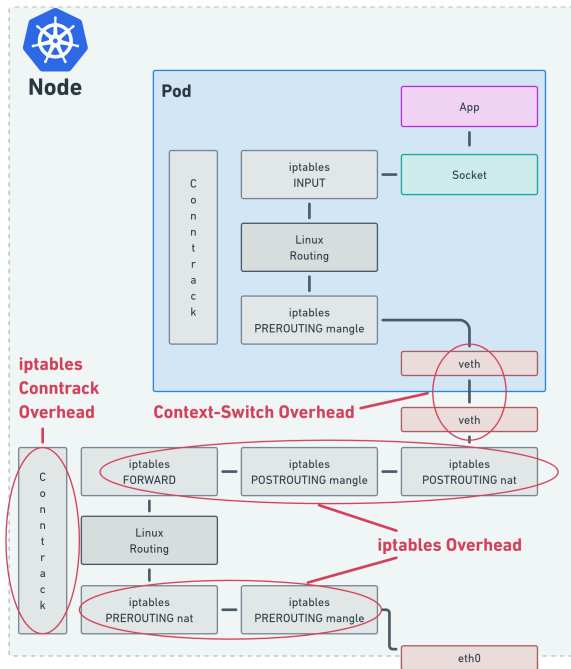 Node
Pod
App
Socket
iptables
INPUT
Conntrack
Linux
Routing
iptables
PREROUTING mangle
veth
iptables
Conntrack
Overhead
Context-Switch Overhead
veth
Conntrack
iptables
FORWARD
iptables
POSTROUTING mangle
iptables
POSTROUTING nat
Linux
Routing
iptables Overhead
iptables
PREROUTING nat
iptables
PREROUTING mangle
eth0